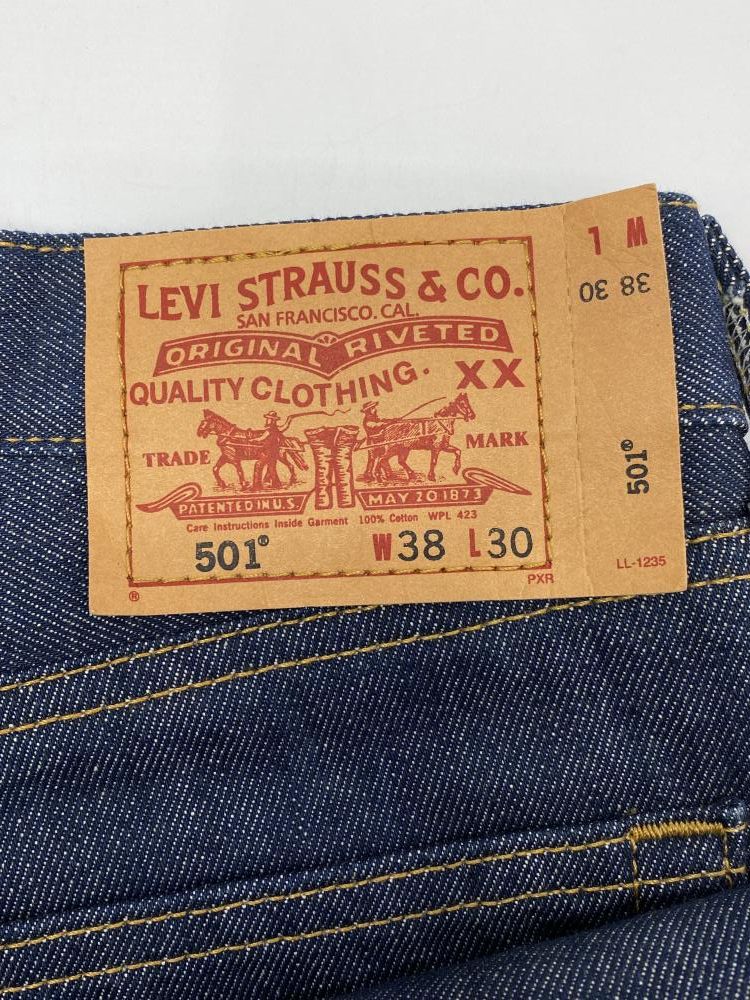 LEVI STRAUSS & CO.
SAN FRANCISCO. CAL.
ORIGINAL RIVETED
QUALITY CLOTHING. XX
TRADE MARK
PATENTED IN U.S. MAY 20 1873
Care Instructions Inside Garment 100% Cotton WPL 423
501® W38 L30
® PXR
W L
38 30
501®
LL-1235